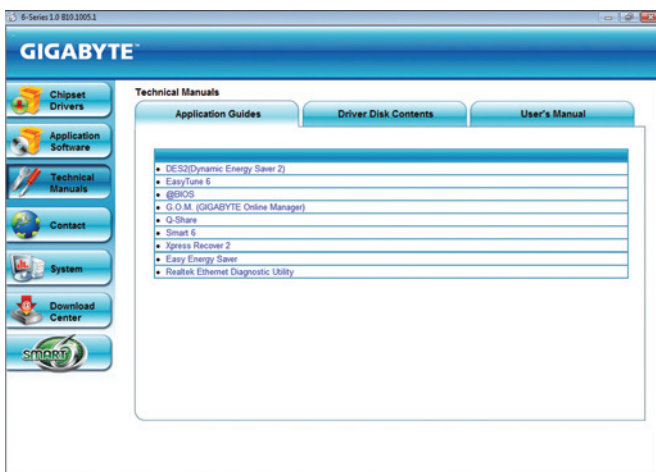 6-Series 1.0 B10.1005.1
GIGABYTE™
Chipset
Drivers
Application
Software
Technical
Manuals
Contact
System
Download
Center
SMART 6
Technical Manuals
Application Guides
Driver Disk Contents
User's Manual
DES2(Dynamic Energy Saver 2)
EasyTune 6
@BIOS
G.O.M. (GIGABYTE Online Manager)
Q-Share
Smart 6
Xpress Recover 2
Easy Energy Saver
Realtek Ethernet Diagnostic Utility